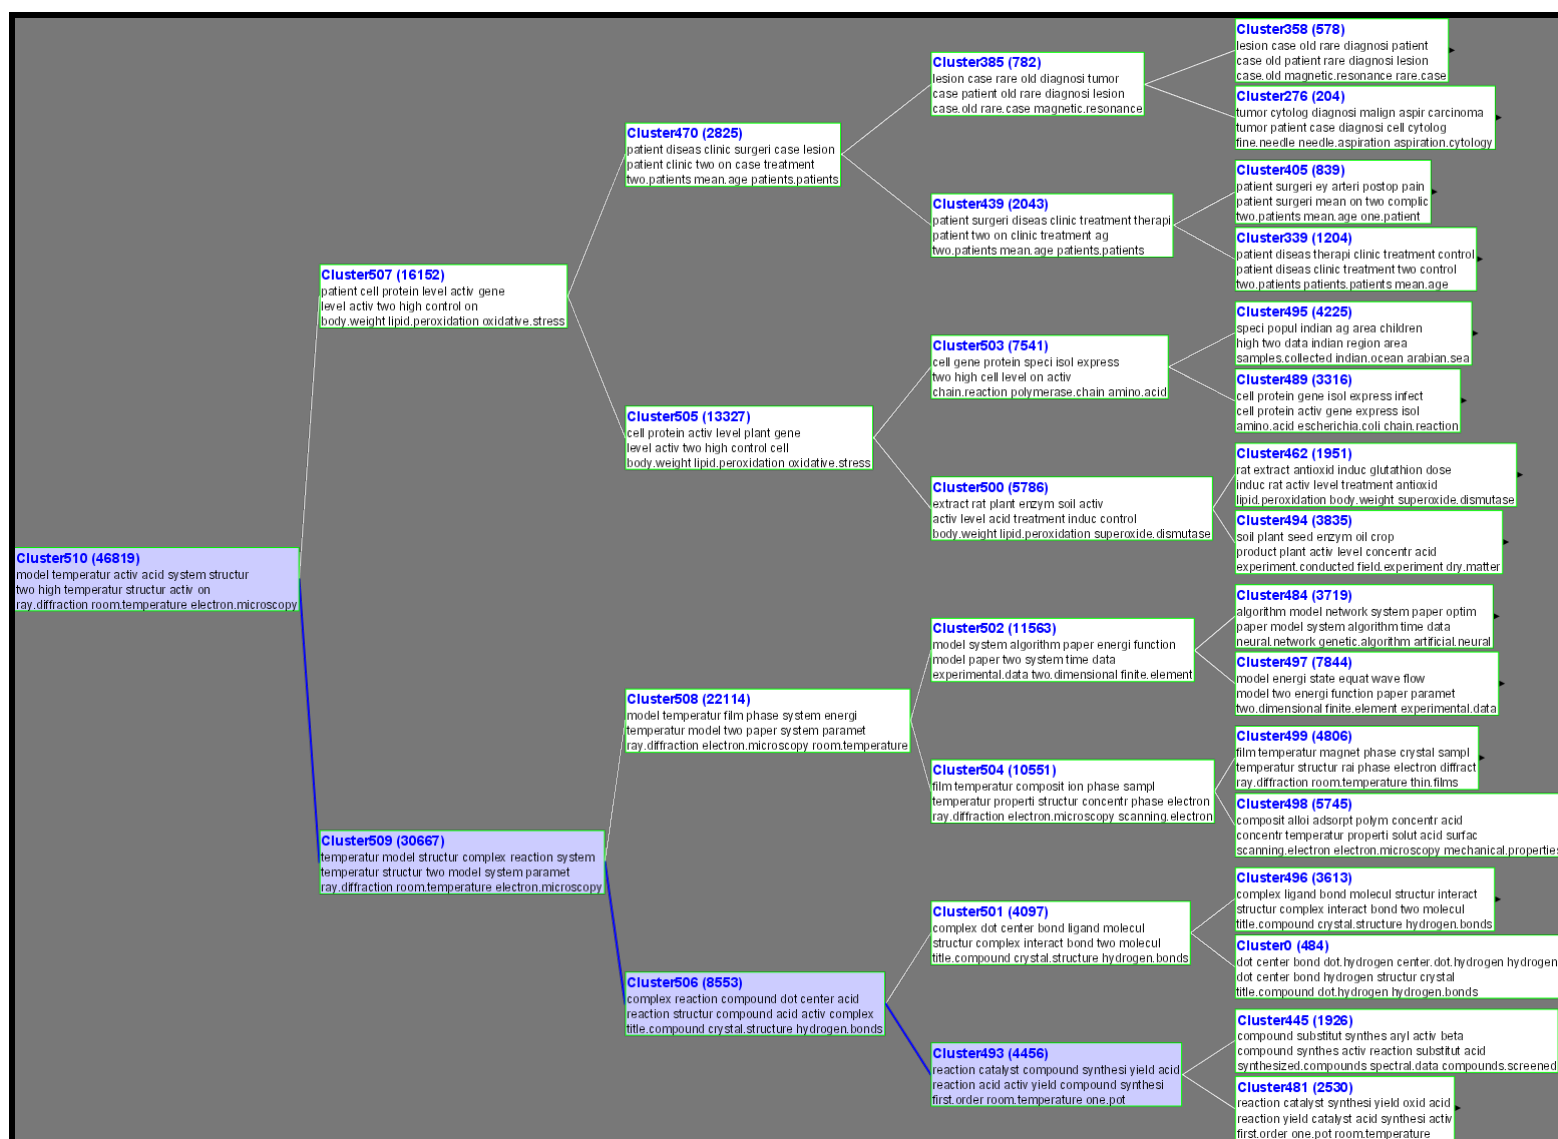 Cluster510 (46819)
model temperatur activ acid system structur
two high temperatur structur activ on
ray.diffraction room.temperature electron.microscopy
Cluster507 (16152)
patient cell protein level activ gene
level activ two high control on
body.weight lipid.peroxidation oxidative.stress
Cluster509 (30667)
temperatur model structur complex reaction system
temperatur structur two model system paramet
ray.diffraction room.temperature electron.microscopy
Cluster470 (2825)
patient diseas clinic surgeri case lesion
patient clinic two on case treatment
two.patients mean.age patients.patients
Cluster505 (13327)
cell protein activ level plant gene
level activ two high control cell
body.weight lipid.peroxidation oxidative.stress
Cluster508 (22114)
model temperatur film phase system energi
temperatur model two paper system paramet
ray.diffraction electron.microscopy room.temperature
Cluster506 (8553)
complex reaction compound dot center acid
reaction structur compound acid activ complex
title.compound crystal.structure hydrogen.bonds
Cluster385 (782)
lesion case rare old diagnosi tumor
case patient old rare diagnosi lesion
case.old rare.case magnetic.resonance
Cluster439 (2043)
patient surgeri diseas clinic treatment therapi
patient two on clinic treatment ag
two.patients mean.age patients.patients
Cluster503 (7541)
cell gene protein speci isol express
two high cell level on activ
chain.reaction polymerase.chain amino.acid
Cluster500 (5786)
extract rat plant enzym soil activ
activ level acid treatment induc control
body.weight lipid.peroxidation superoxide.dismutase
Cluster502 (11563)
model system algorithm paper energi function
model paper two system time data
experimental.data two.dimensional finite.element
Cluster504 (10551)
film temperatur composit ion phase sampl
temperatur properti structur concentr phase electron
ray.diffraction electron.microscopy scanning.electron
Cluster501 (4097)
complex dot center bond ligand molecul
structur complex interact bond two molecul
title.compound crystal.structure hydrogen.bonds
Cluster493 (4456)
reaction catalyst compound synthesi yield acid
reaction acid activ yield compound synthesi
first.order room.temperature one.pot
Cluster358 (578)
lesion case old rare diagnosi patient
case old patient rare diagnosi lesion
case.old magnetic.resonance rare.case
Cluster276 (204)
tumor cytolog diagnosi malign aspir carcinoma
tumor patient case diagnosi cell cytolog
fine.needle needle.aspiration aspiration.cytology
Cluster405 (839)
patient surgeri ey arteri postop pain
patient surgeri mean on two complic
two.patients mean.age one.patient
Cluster339 (1204)
patient diseas therapi clinic treatment control
patient diseas clinic treatment two control
two.patients patients.patients mean.age
Cluster495 (4225)
speci popul indian ag area children
high two data indian region area
samples.collected indian.ocean arabian.sea
Cluster489 (3316)
cell protein gene isol express infect
cell protein activ gene express isol
amino.acid escherichia.coli chain.reaction
Cluster462 (1951)
rat extract antioxid induc glutathion dose
induc rat activ level treatment antioxid
lipid.peroxidation body.weight superoxide.dismutase
Cluster494 (3835)
soil plant seed enzym oil crop
product plant activ level concentr acid
experiment.conducted field.experiment dry.matter
Cluster484 (3719)
algorithm model network system paper optim
paper model system algorithm time data
neural.network genetic.algorithm artificial.neural
Cluster497 (7844)
model energi state equat wave flow
model two energi function paper paramet
two.dimensional finite.element experimental.data
Cluster499 (4806)
film temperatur magnet phase crystal sampl
temperatur structur rai phase electron diffract
ray.diffraction room.temperature thin.films
Cluster498 (5745)
composit alloi adsorpt polym concentr acid
concentr temperatur properti solut acid surfac
scanning.electron electron.microscopy mechanical.properties
Cluster496 (3613)
complex ligand bond molecul structur interact
structur complex interact bond two molecul
title.compound crystal.structure hydrogen.bonds
Cluster0 (484)
dot center bond dot.hydrogen center.dot.hydrogen hydrogen
dot center bond hydrogen structur crystal
title.compound dot.hydrogen hydrogen.bonds
Cluster445 (1926)
compound substitut synthes aryl activ beta
compound synthes activ reaction substitut acid
synthesized.compounds spectral.data compounds.screened
Cluster481 (2530)
reaction catalyst synthesi yield oxid acid
reaction yield catalyst acid synthesi activ
first.order one.pot room.temperature